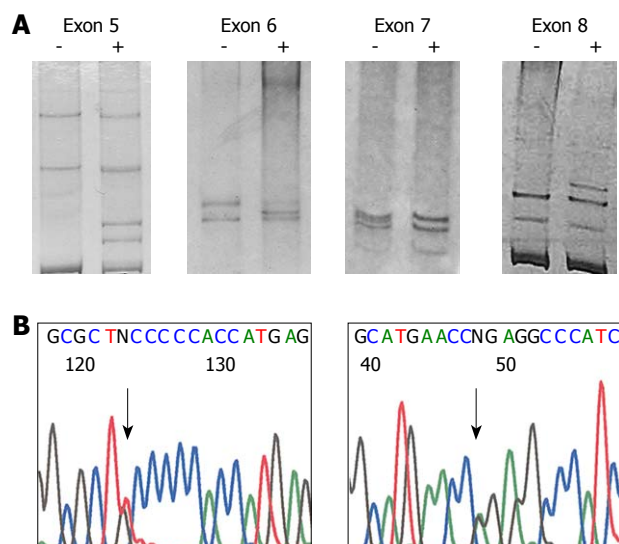 A
Exon 5 Exon 6 Exon 7 Exon 8
- + - + - + - +
B
GCGCTNCCCCCACCATGAG
120 130
GCATGAACCNGAGGCCCATC
40 50